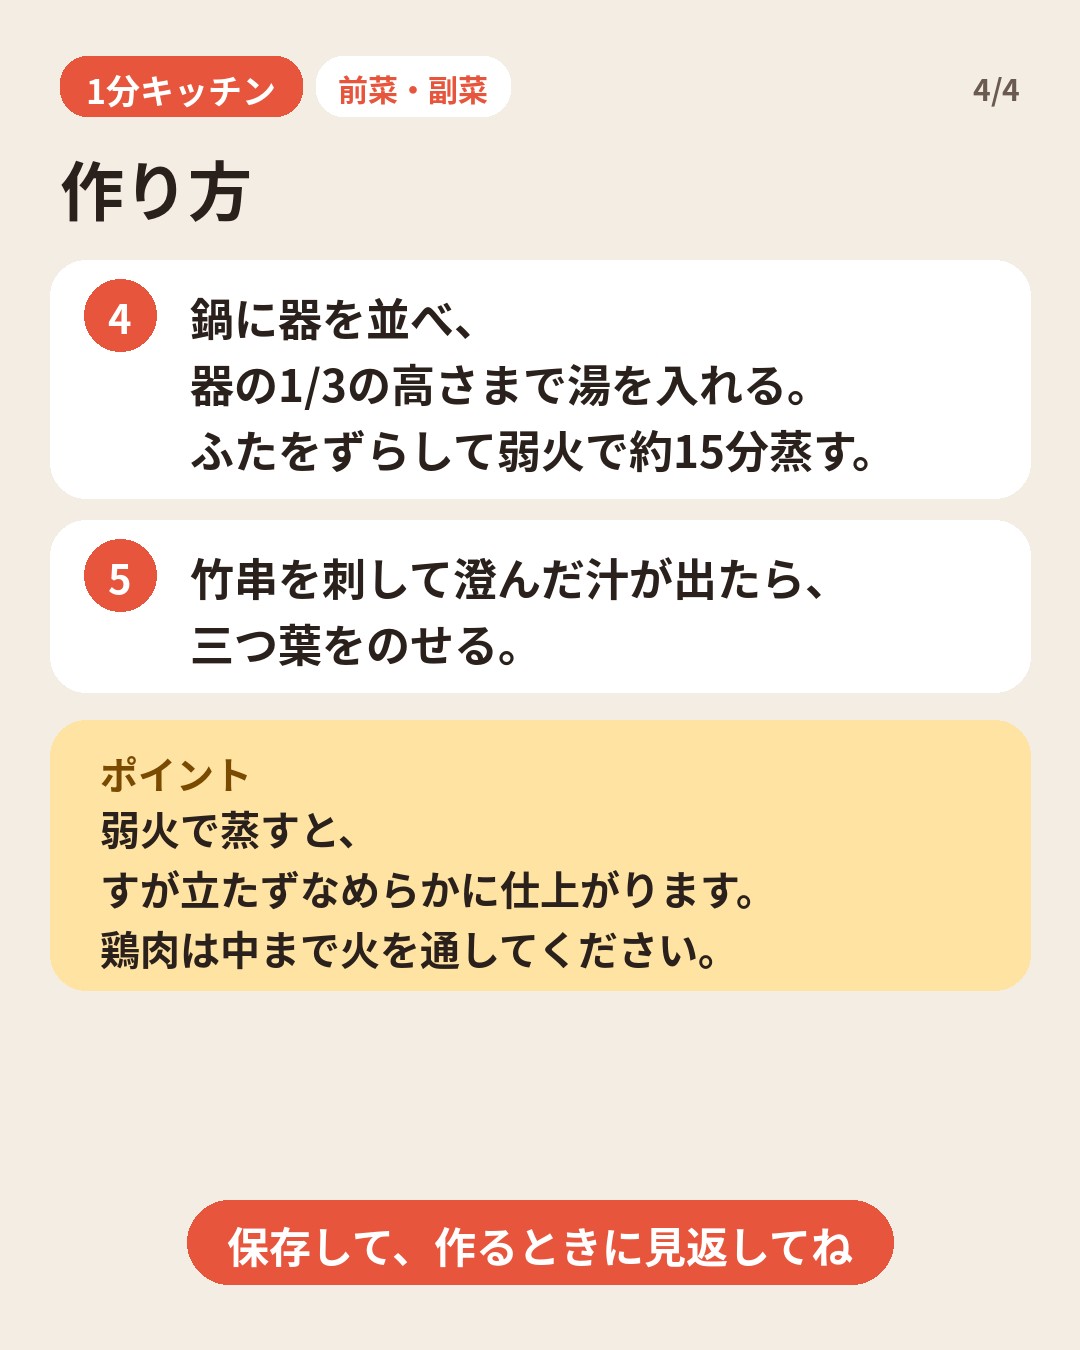 1分キッチン
前菜・副菜
4/4
作り方
4
鍋に器を並べ、
器の1/3の高さまで湯を入れる。
ふたをずらして弱火で約15分蒸す。
5
竹串を刺して澄んだ汁が出たら、
三つ葉をのせる。
ポイント
弱火で蒸すと、
すが立たずなめらかに仕上がります。
鶏肉は中まで火を通してください。
保存して、作るときに見返してね